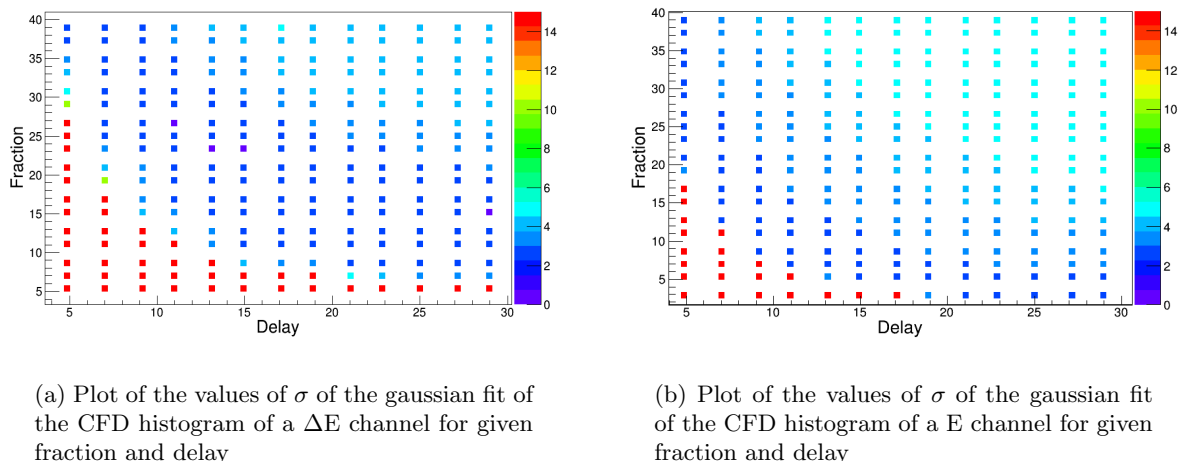 40
35
30
25
20
15
10
5
Fraction
5 10 15 20 25 30
Delay
14
12
10
8
6
4
2
0
40
35
30
25
20
15
10
5
Fraction
5 10 15 20 25 30
Delay
14
12
10
8
6
4
2
0
(a) Plot of the values of σ of the gaussian fit of
the CFD histogram of a ΔE channel for given
fraction and delay
(b) Plot of the values of σ of the gaussian fit
of the CFD histogram of a E channel for given
fraction and delay